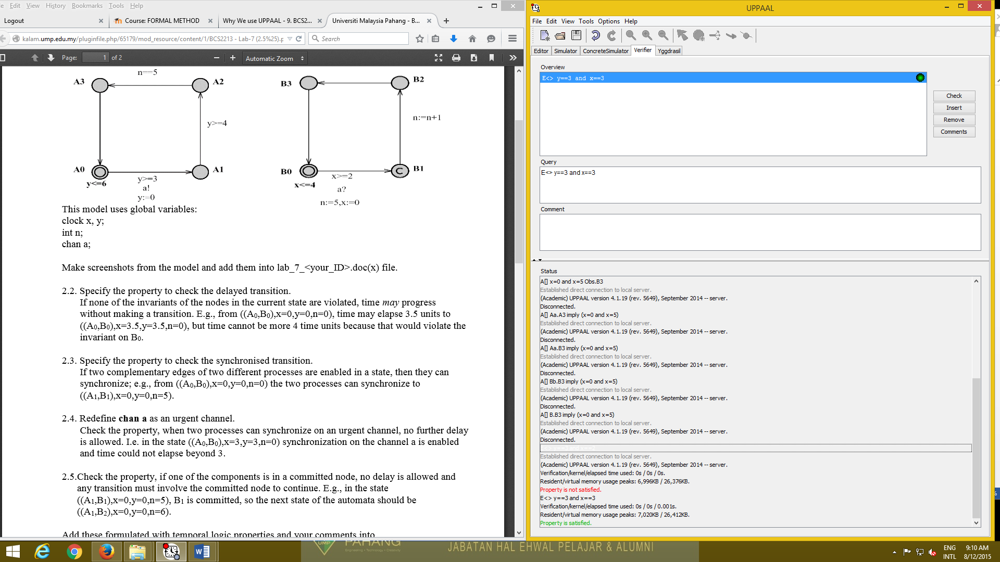 Edit View History Bookmarks Tools Help
Logout
Course: FORMAL METHOD
Why We use UPPAAL - 9. BCS2...
Universiti Malaysia Pahang - B...
kalam.ump.edu.my/pluginfile.php/65179/mod_resource/content/1/BCS2213 - Lab-7 (2.5%25).p
Search
Page: 1 of 2
Automatic Zoom
n==5
A3
A2
y>=4
A0
A1
y<=6
y>=3
a!
y:=0
B3
B2
n:=n+1
B0
B1
C
x<=4
x>=2
a?
n:=5,x:=0
This model uses global variables:
clock x, y;
int n;
chan a;
Make screenshots from the model and add them into lab_7_<your_ID>.doc(x) file.
2.2. Specify the property to check the delayed transition.
If none of the invariants of the nodes in the current state are violated, time may progress
without making a transition. E.g., from ((A0,B0),x=0,y=0,n=0), time may elapse 3.5 units to
((A0,B0),x=3.5,y=3.5,n=0), but time cannot be more 4 time units because that would violate the
invariant on B0.
2.3. Specify the property to check the synchronised transition.
If two complementary edges of two different processes are enabled in a state, then they can
synchronize; e.g., from ((A0,B0),x=0,y=0,n=0) the two processes can synchronize to
((A1,B1),x=0,y=0,n=5).
2.4. Redefine chan a as an urgent channel.
Check the property, when two processes can synchronize on an urgent channel, no further delay
is allowed. I.e. in the state ((A0,B0),x=3,y=3,n=0) synchronization on the channel a is enabled
and time could not elapse beyond 3.
2.5.Check the property, if one of the components is in a committed node, no delay is allowed and
any transition must involve the committed node to continue. E.g., in the state
((A1,B1),x=0,y=0,n=5), B1 is committed, so the next state of the automata should be
((A1,B2),x=0,y=0,n=6).
Add these formulated with temporal logic properties and your comments into
UPPAAL
File Edit View Tools Options Help
Editor Simulator ConcreteSimulator Verifier Yggdrasil
Overview
E<> y==3 and x==3
Check
Insert
Remove
Comments
Query
E<> y==3 and x==3
Comment
Status
A[] x=0 and x=5 Obs.B3
Established direct connection to local server.
(Academic) UPPAAL version 4.1.19 (rev. 5649), September 2014 -- server.
Disconnected.
A[] Aa.A3 imply (x=0 and x=5)
Established direct connection to local server.
(Academic) UPPAAL version 4.1.19 (rev. 5649), September 2014 -- server.
Disconnected.
A[] Aa.B3 imply (x=0 and x=5)
Established direct connection to local server.
(Academic) UPPAAL version 4.1.19 (rev. 5649), September 2014 -- server.
Disconnected.
A[] Bb.B3 imply (x=0 and x=5)
Established direct connection to local server.
(Academic) UPPAAL version 4.1.19 (rev. 5649), September 2014 -- server.
Disconnected.
A[] B.B3 imply (x=0 and x=5)
Established direct connection to local server.
(Academic) UPPAAL version 4.1.19 (rev. 5649), September 2014 -- server.
Disconnected.
Established direct connection to local server.
(Academic) UPPAAL version 4.1.19 (rev. 5649), September 2014 -- server.
Verification/kernel/elapsed time used: 0s / 0s / 0s.
Resident/virtual memory usage peaks: 6,996KB / 26,376KB.
Property is not satisfied.
E<> y==3 and x==3
Verification/kernel/elapsed time used: 0s / 0s / 0.001s.
Resident/virtual memory usage peaks: 7,020KB / 26,412KB.
Property is satisfied.
UMP
PAHANG
Engineering • Technology • Creativity
JABATAN HAL EHWAL PELAJAR & ALUMNI
ENG
INTL
9:10 AM
8/12/2015